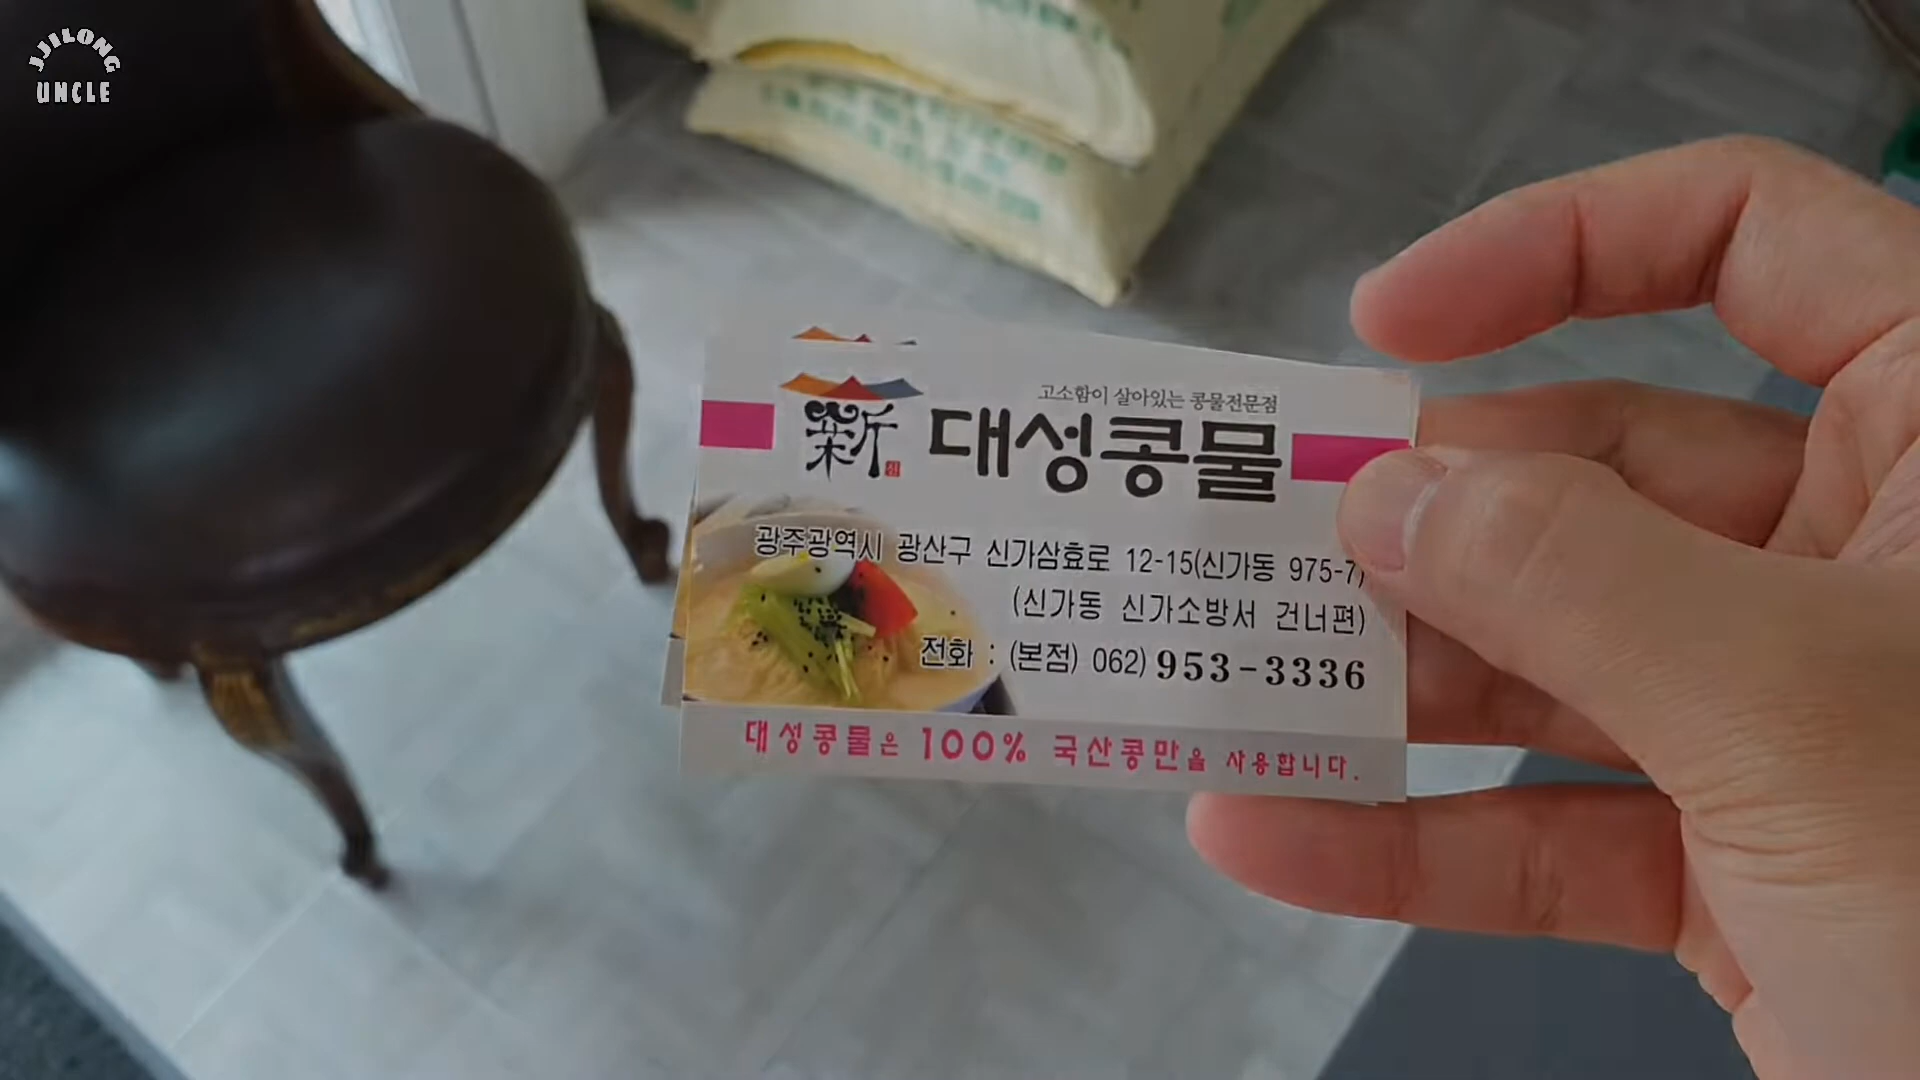 JJILONG
UNCLE
고소함이 살아있는 콩물전문점
新 대성콩물
광주광역시 광산구 신가삼효로 12-15(신가동 975-7)
(신가동 신가소방서 건너편)
전화 : (본점) 062) 953-3336
대성콩물은 100% 국산콩만을 사용합니다.